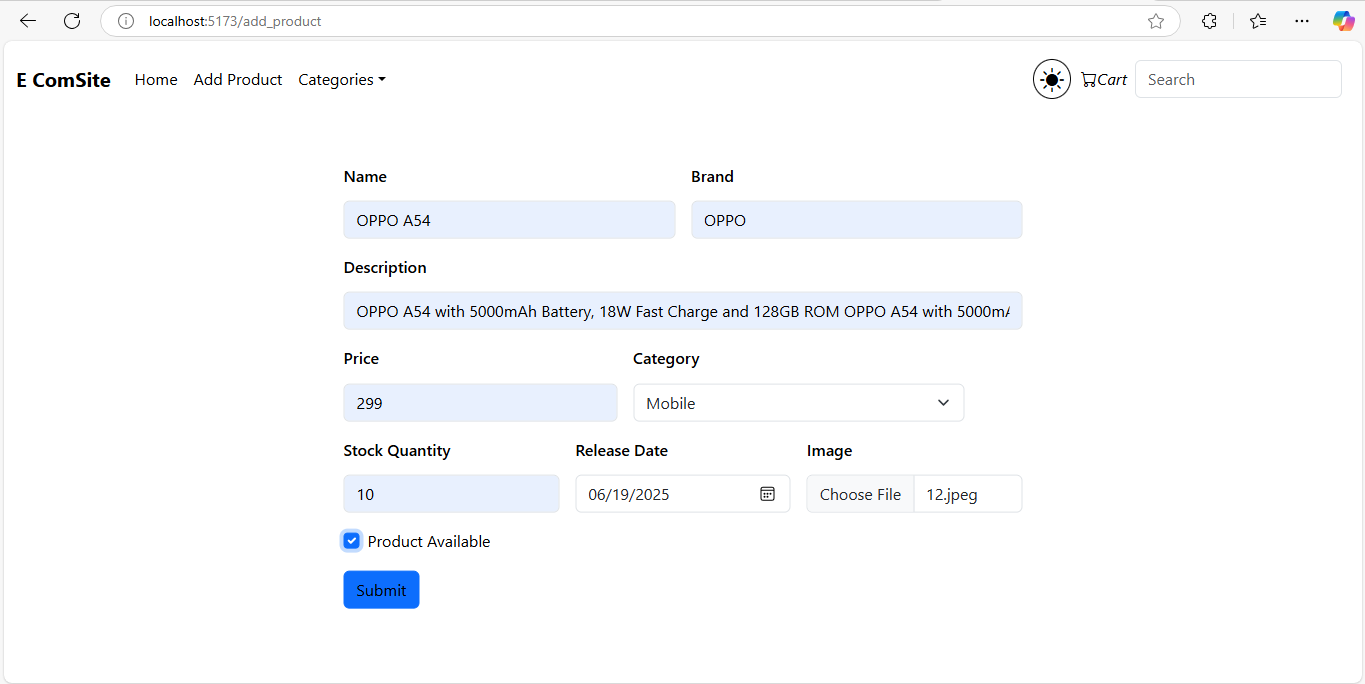 localhost:5173/add_product
E ComSite Home Add Product Categories Cart Search
Name Brand
OPPO A54 OPPO
Description
OPPO A54 with 5000mAh Battery, 18W Fast Charge and 128GB ROM OPPO A54 with 5000mA
Price Category
299 Mobile
Stock Quantity Release Date Image
10 06/19/2025 Choose File 12.jpeg
Product Available
Submit